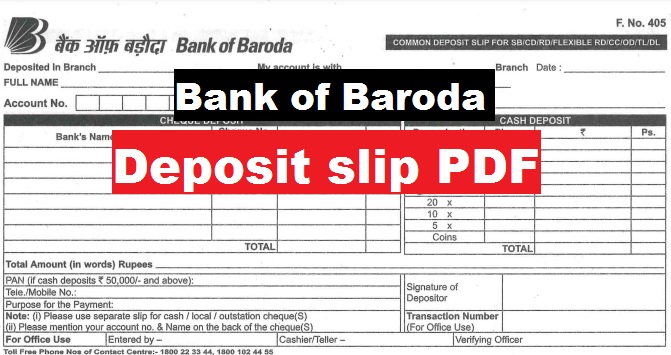 F. No. 405
बैंक ऑफ़ बड़ौदा Bank of Baroda
COMMON DEPOSIT SLIP FOR SB/CD/RD/FLEXIBLE RD/CC/OD/TL/DL
Deposited in Branch My account is with Branch Date :
FULL NAME
Account No.
Bank of Baroda
CHEQUE DEPOSIT CASH DEPOSIT
Bank's Name ₹ Ps.
Deposit slip PDF
20 x
10 x
5 x
Coins
TOTAL TOTAL
Total Amount (in words) Rupees
PAN (if cash deposits ₹ 50,000/- and above):
Tele./Mobile No.:
Purpose for the Payment:
Signature of
Depositor
Note: (i) Please use separate slip for cash / local / outstation cheque(S)
(ii) Please mention your account no. & Name on the back of the cheque(S)
Transaction Number
(For Office Use)
For Office Use Entered by – Cashier/Teller – Verifying Officer
Toll Free Phone Nos of Contact Centre:- 1800 22 33 44, 1800 102 44 55